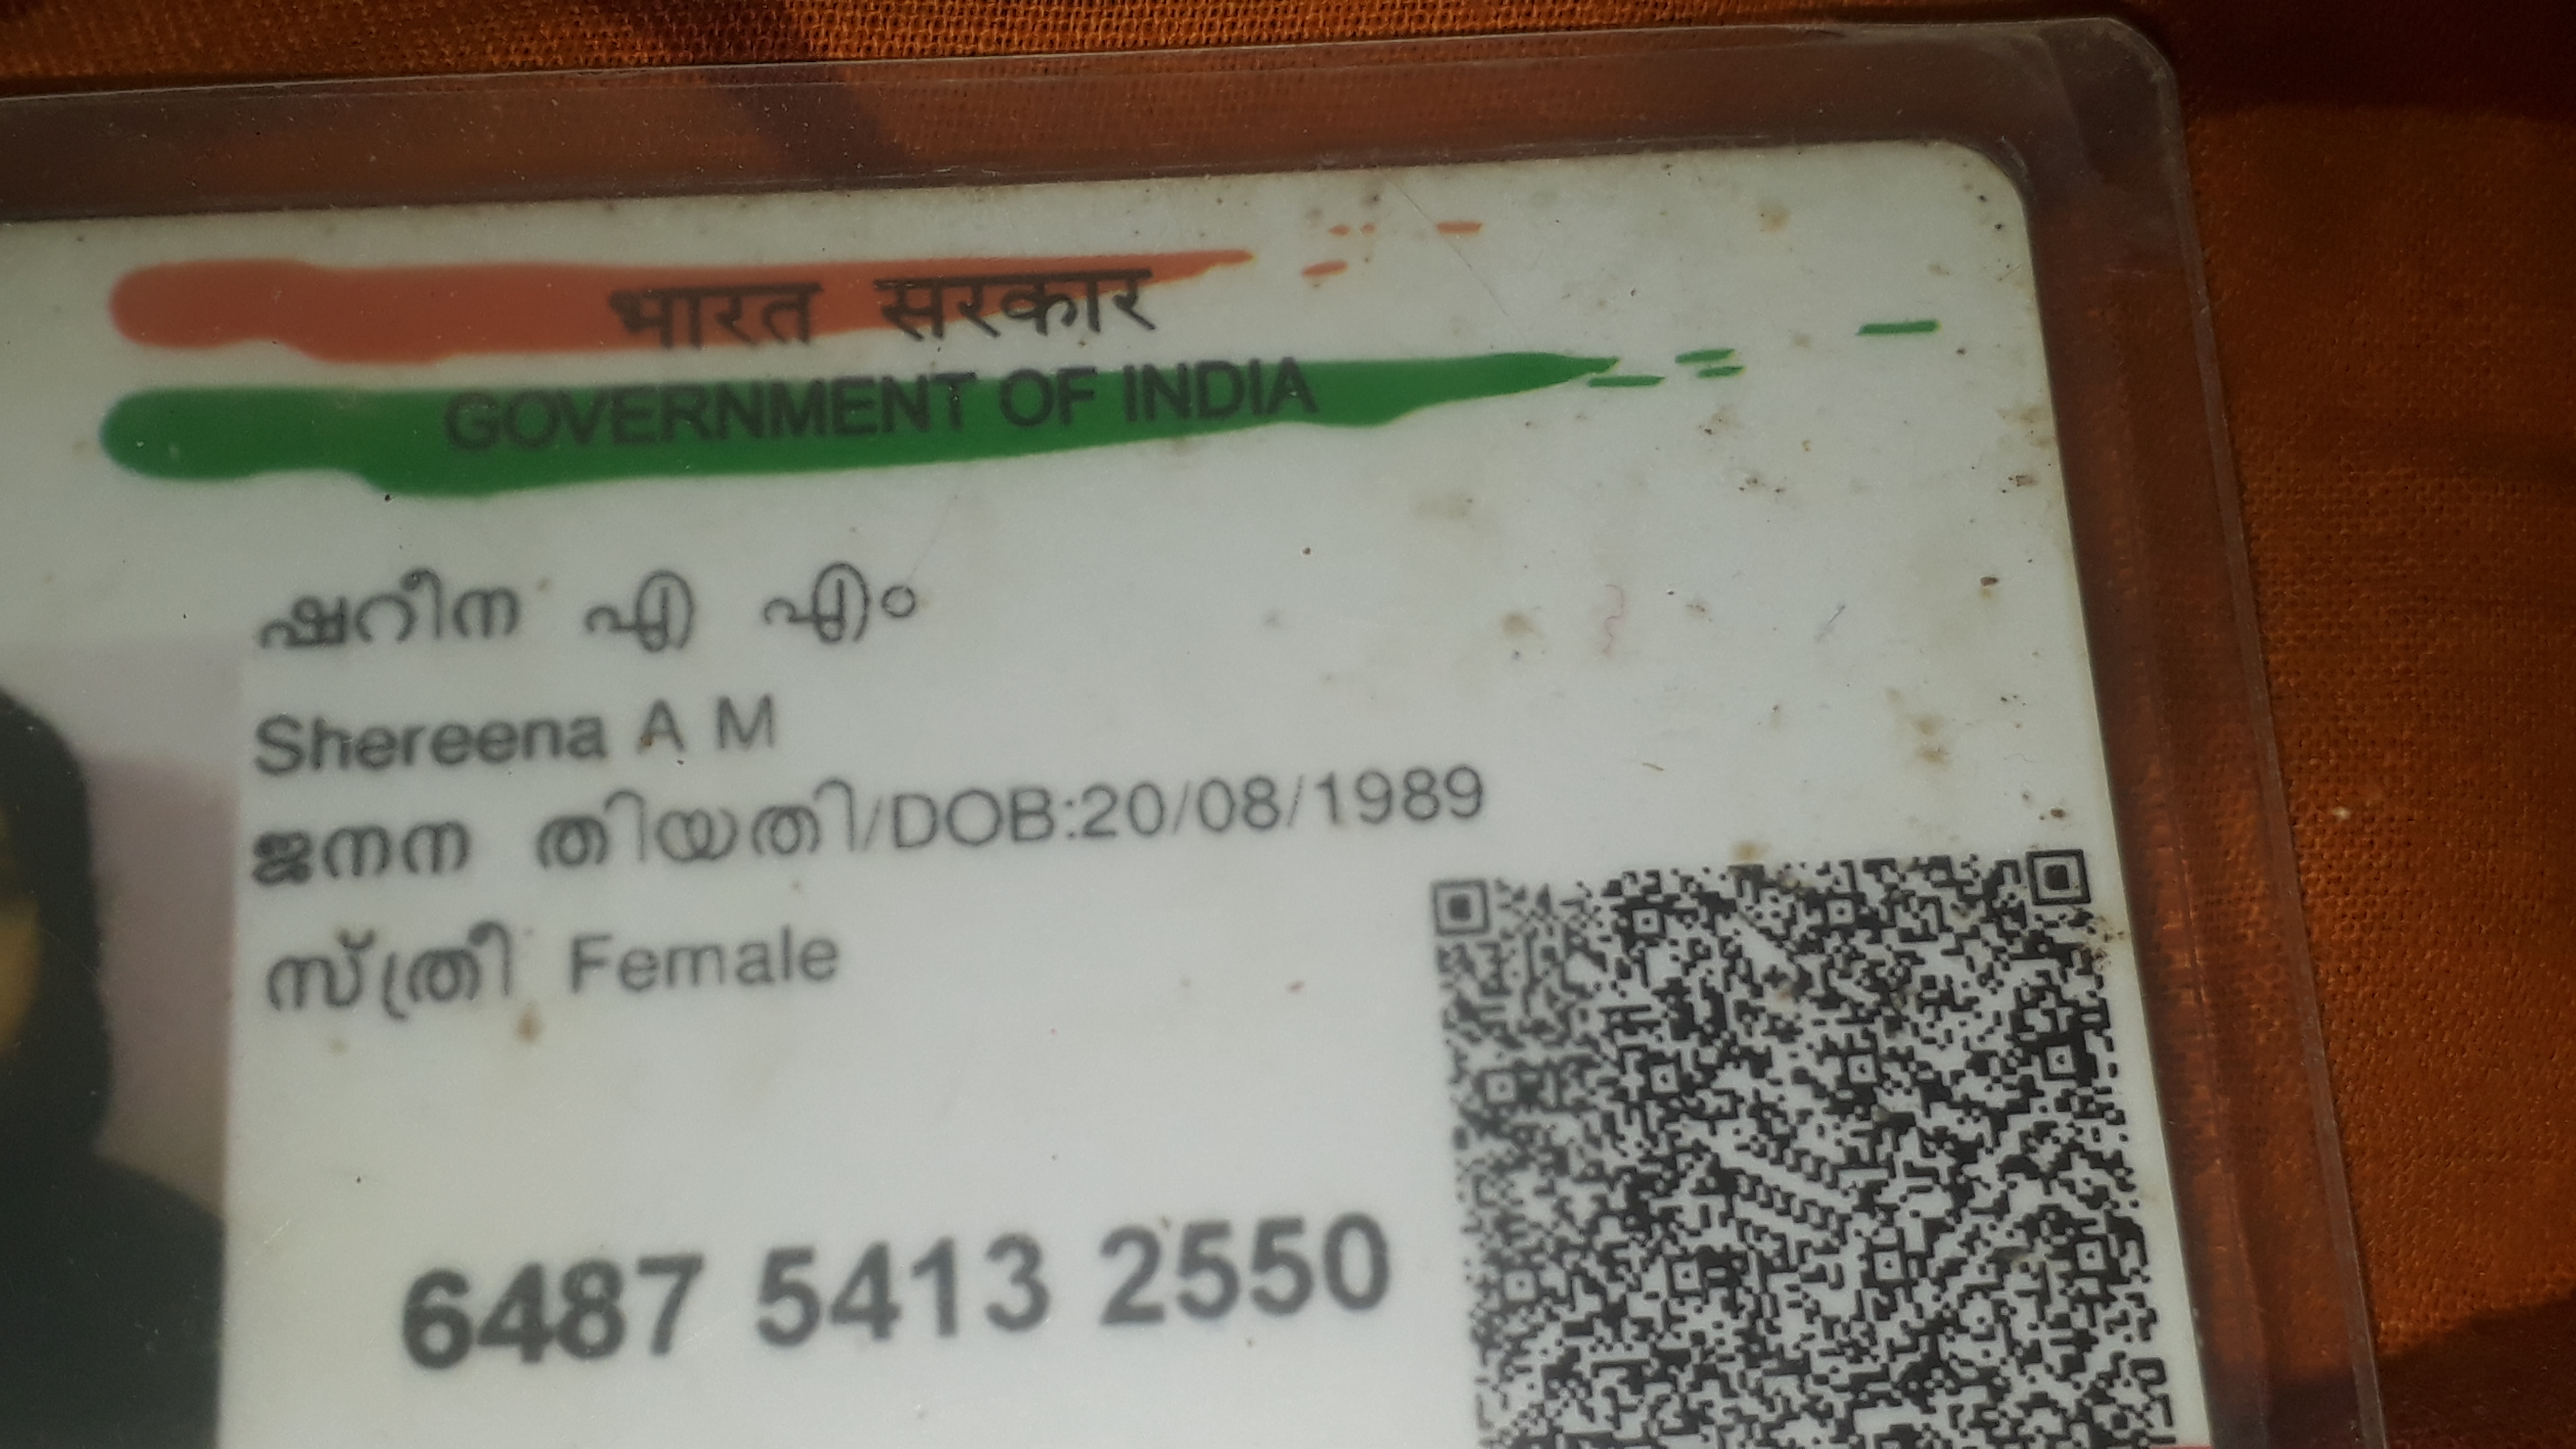 भारत सरकार
GOVERNMENT OF INDIA
ഷെറീന എ എം
Shereena A M
ജനന തിയതി/DOB:20/08/1989
സ്ത്രീ Female
6487 5413 2550